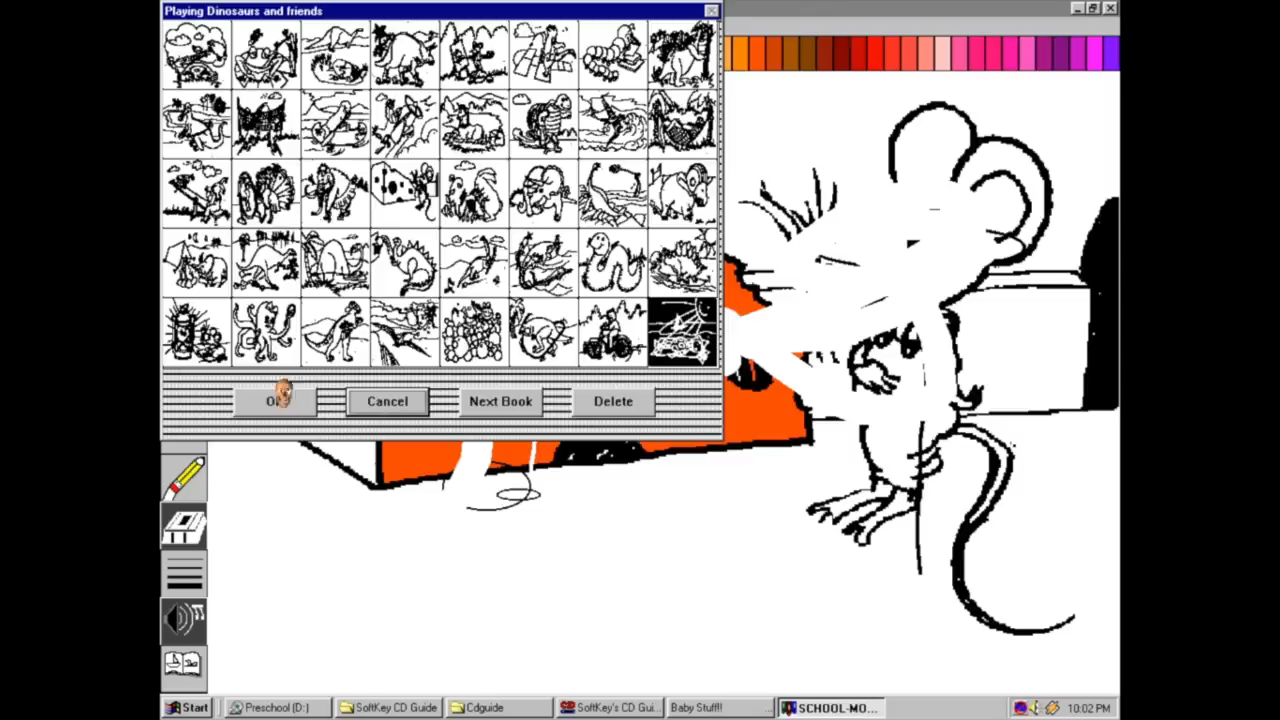 Playing Dinosaurs and friends
Cancel
Next Book
Delete
Start
Preschool (D:)
SoftKey CD Guide
Cdguide
SoftKey's CD Gui...
Baby Stuff!! ...
SCHOOL-MO...
10:02 PM